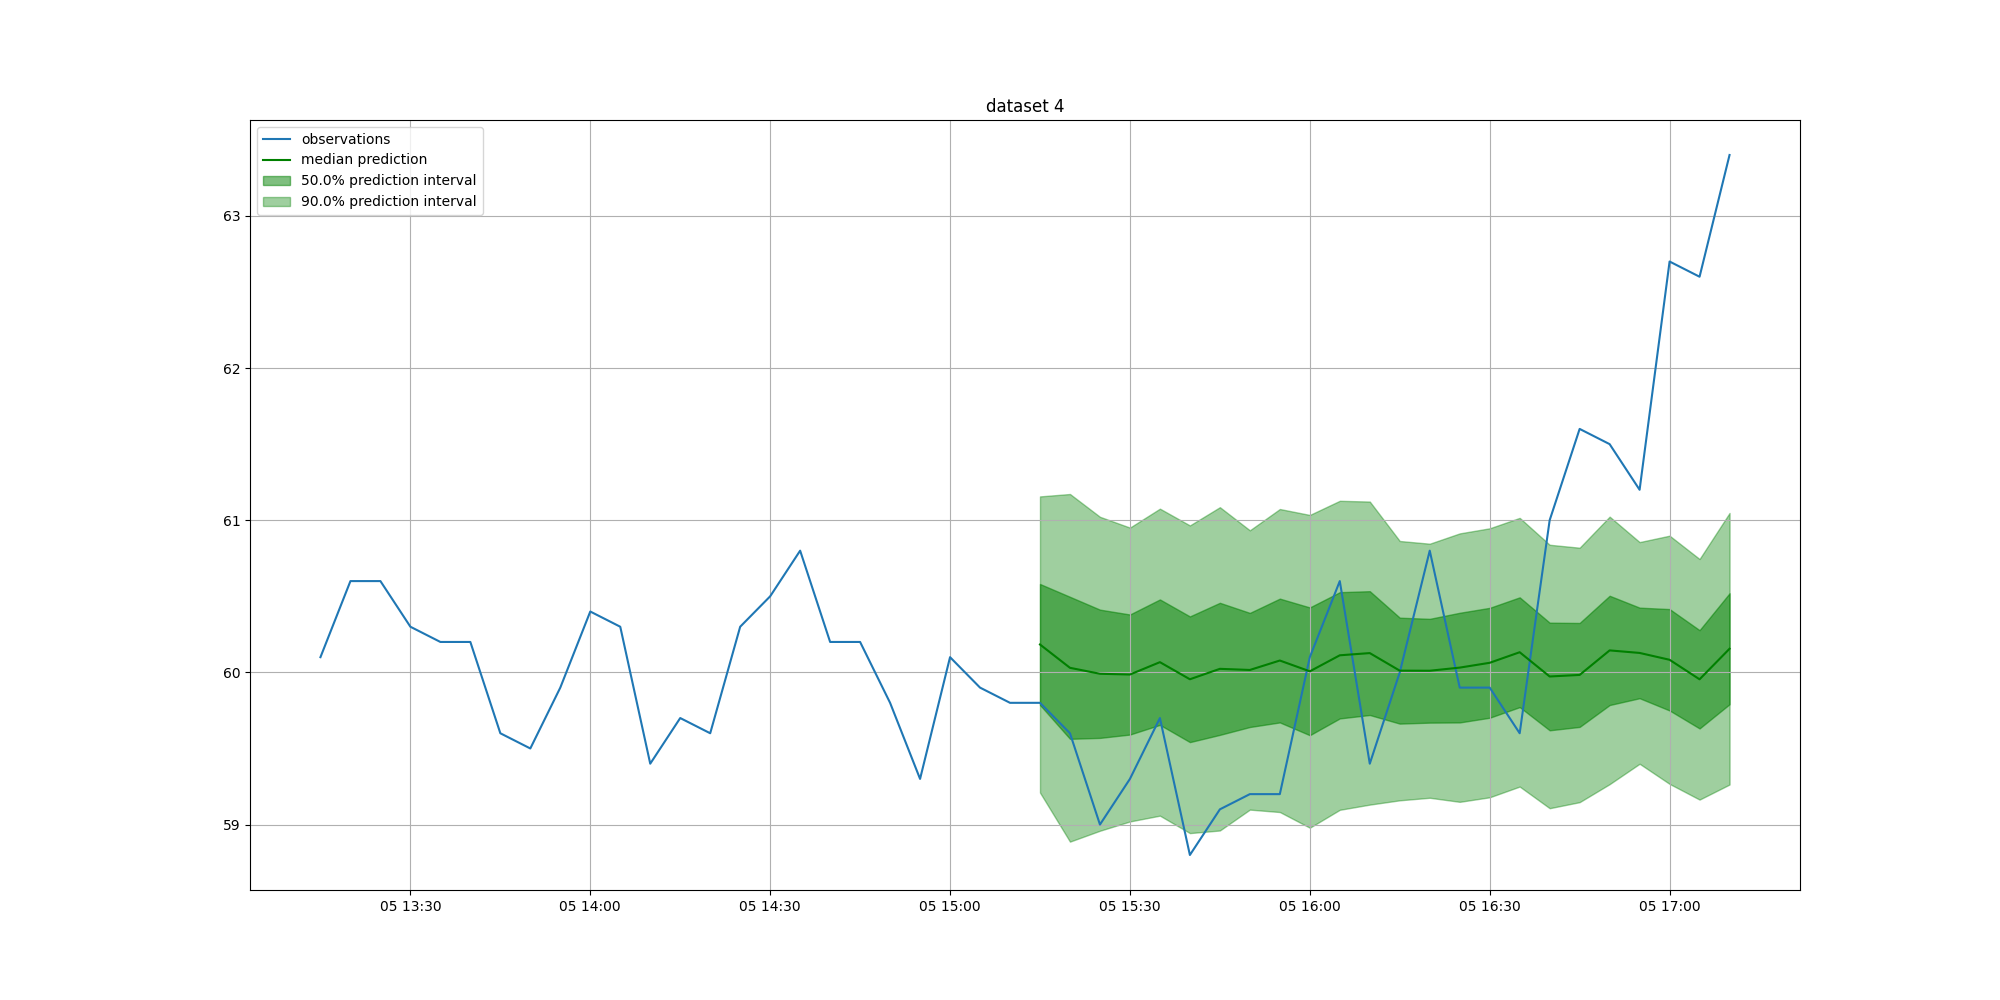 dataset 4
observations
median prediction
50.0% prediction interval
90.0% prediction interval
63
62
61
60
59
05 13:30
05 14:00
05 14:30
05 15:00
05 15:30
05 16:00
05 16:30
05 17:00